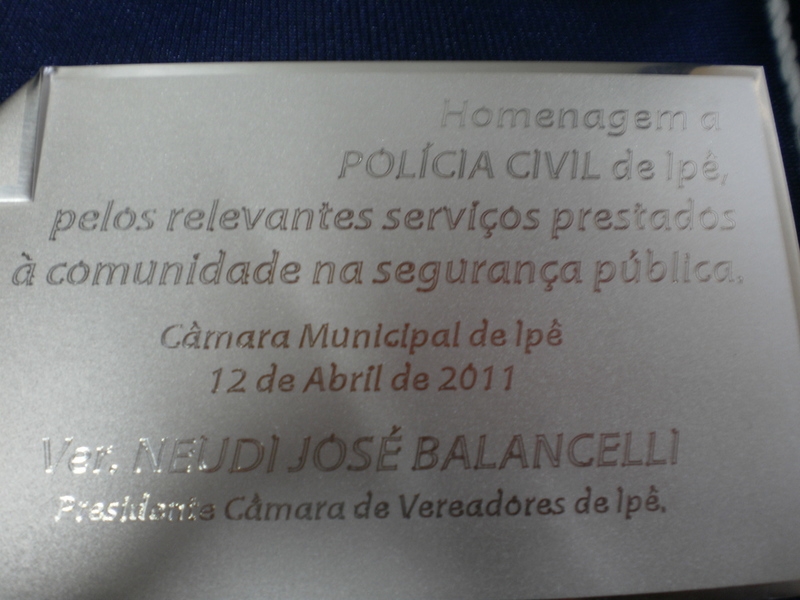 Homenagem a
POLÍCIA CIVIL de Ipê,
pelos relevantes serviços prestados
à comunidade na segurança pública.
Câmara Municipal de Ipê
12 de Abril de 2011
Ver. NEUDI JOSÉ BALANCELLI
Presidente Câmara de Vereadores de Ipê.